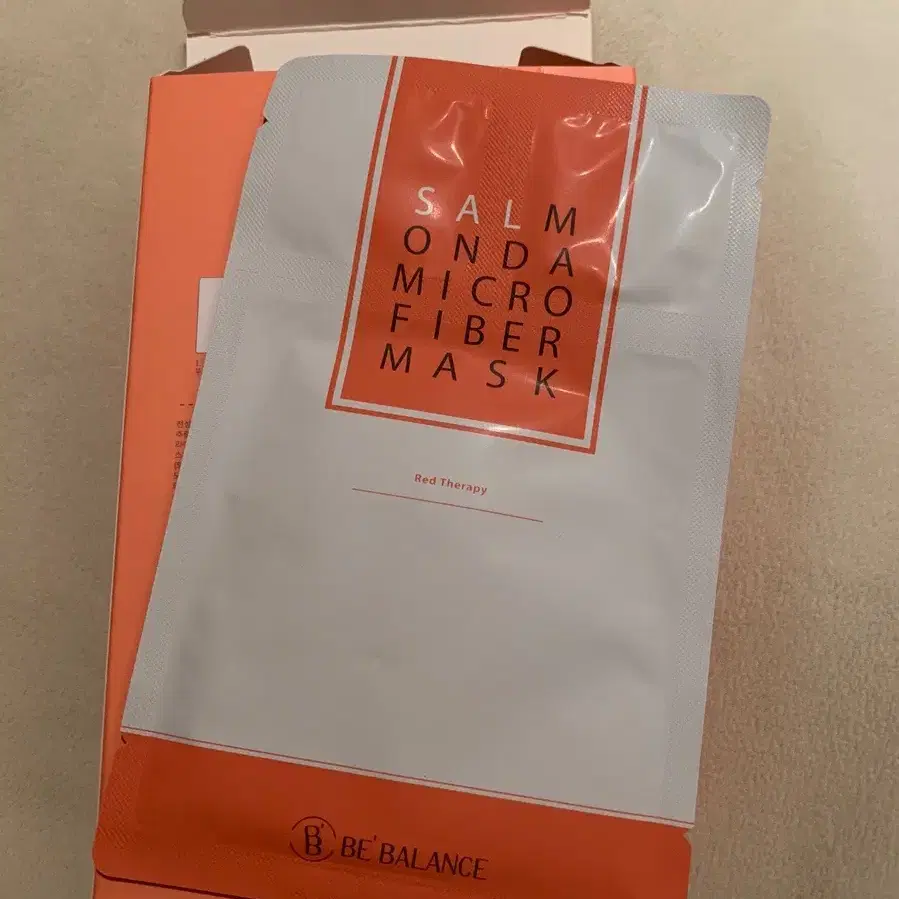 SALM
ONDA
MICRO
FIBER
MASK
Red Therapy
B' BE'BALANCE